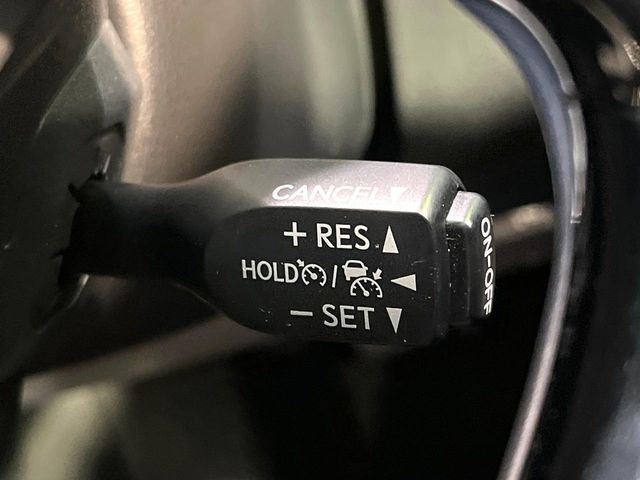 CANCEL ▼
+ RES ▲
HOLD / ◀
− SET ▼
ON-OFF